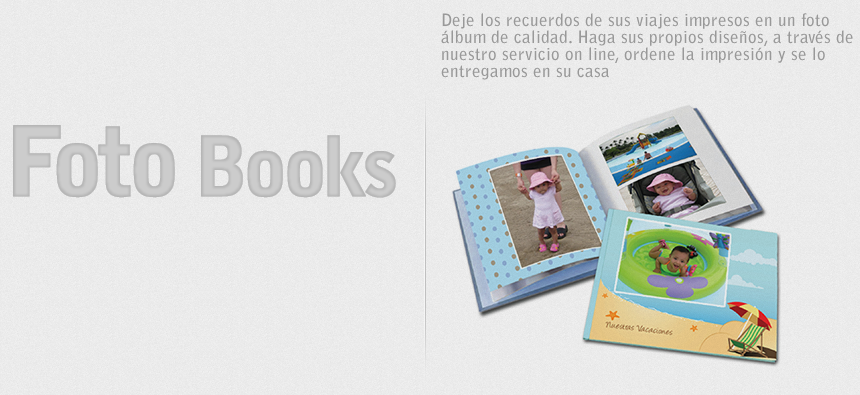 Deje los recuerdos de sus viajes impresos en un foto
álbum de calidad. Haga sus propios diseños, a través de
nuestro servicio on line, ordene la impresión y se lo
entregamos en su casa
Foto Books
Nuestras Vacaciones